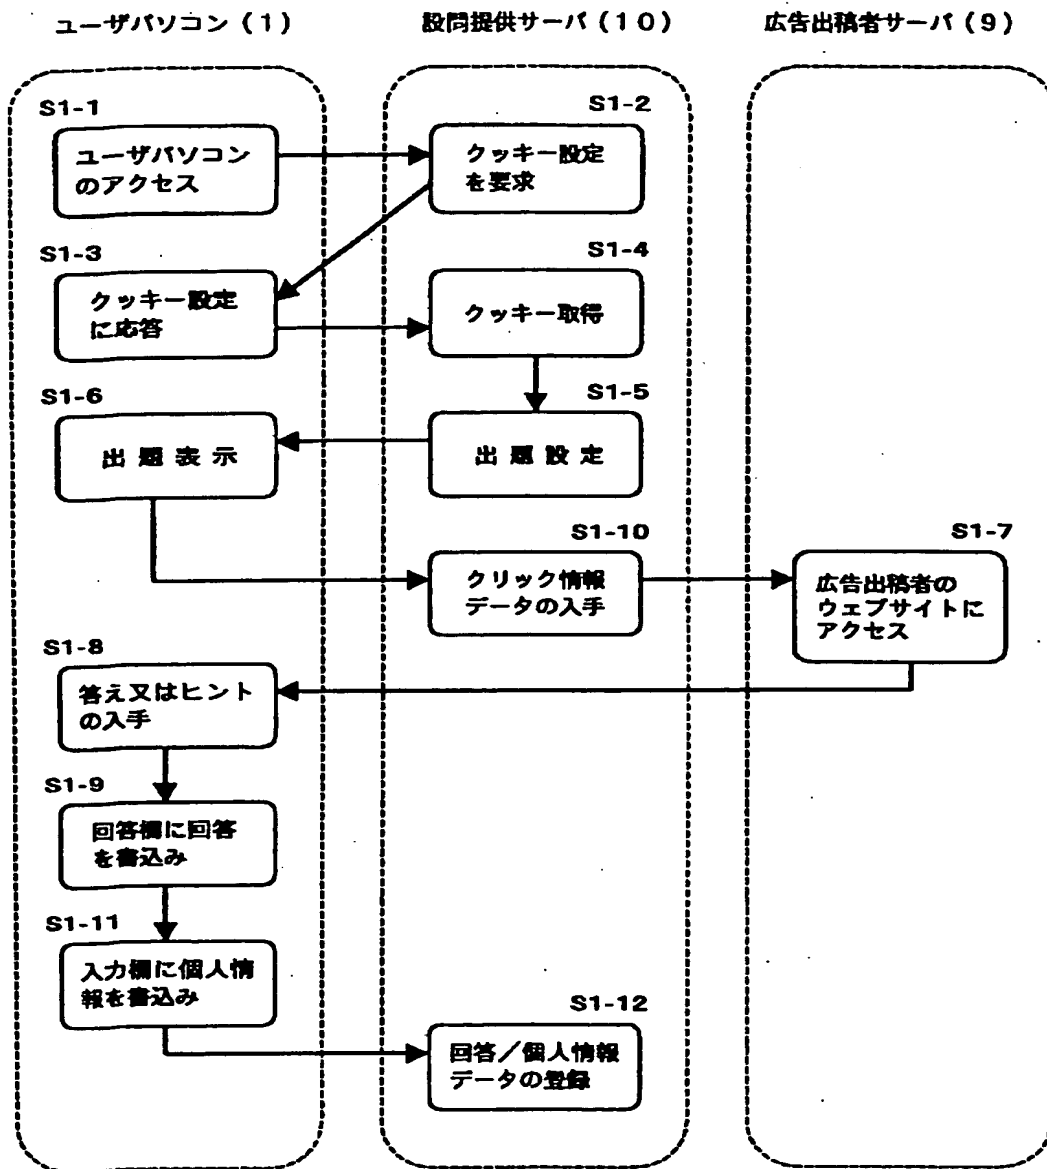 ユーザパソコン（１）
設問提供サーバ（１０）
広告出稿者サーバ（９）
S1-1
ユーザパソコン
のアクセス
S1-2
クッキー設定
を要求
S1-3
クッキー設定
に応答
S1-4
クッキー取得
S1-6
出 題 表 示
S1-5
出 題 設 定
S1-10
クリック情報
データの入手
S1-7
広告出稿者の
ウェブサイトに
アクセス
S1-8
答え又はヒント
の入手
S1-9
回答欄に回答
を書込み
S1-11
入力欄に個人情
報を書込み
S1-12
回答／個人情報
データの登録